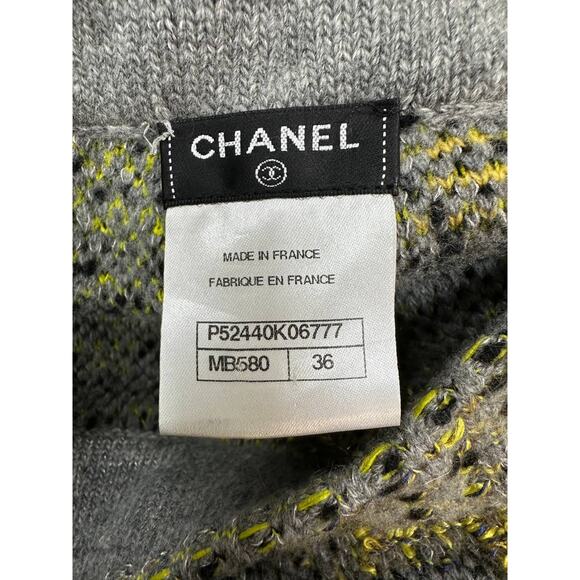 CHANEL
MADE IN FRANCE
FABRIQUE EN FRANCE
P52440K06777
MB580 36